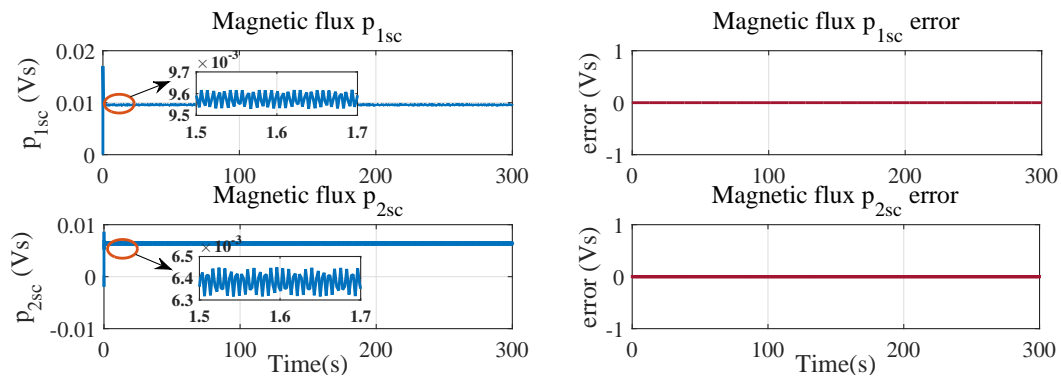 Magnetic flux p1sc
p1sc (Vs)
0.02
0.01
0
× 10-3
9.7
9.6
9.5
1.5 1.6 1.7
0 100 200 300
Magnetic flux p1sc error
error (Vs)
1
0
-1
0 100 200 300
Magnetic flux p2sc
p2sc (Vs)
0.01
0
-0.01
× 10-3
6.5
6.4
6.3
1.5 1.6 1.7
0 100 200 300
Time(s)
Magnetic flux p2sc error
error (Vs)
1
0
-1
0 100 200 300
Time(s)